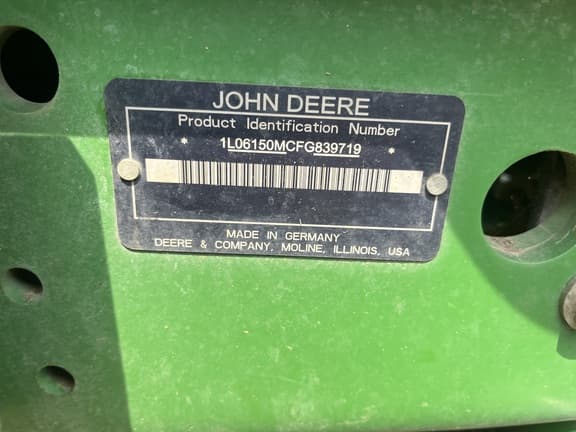 JOHN DEERE
Product Identification Number
* 1L06150MCFG839719 *
MADE IN GERMANY
DEERE & COMPANY, MOLINE, ILLINOIS, USA